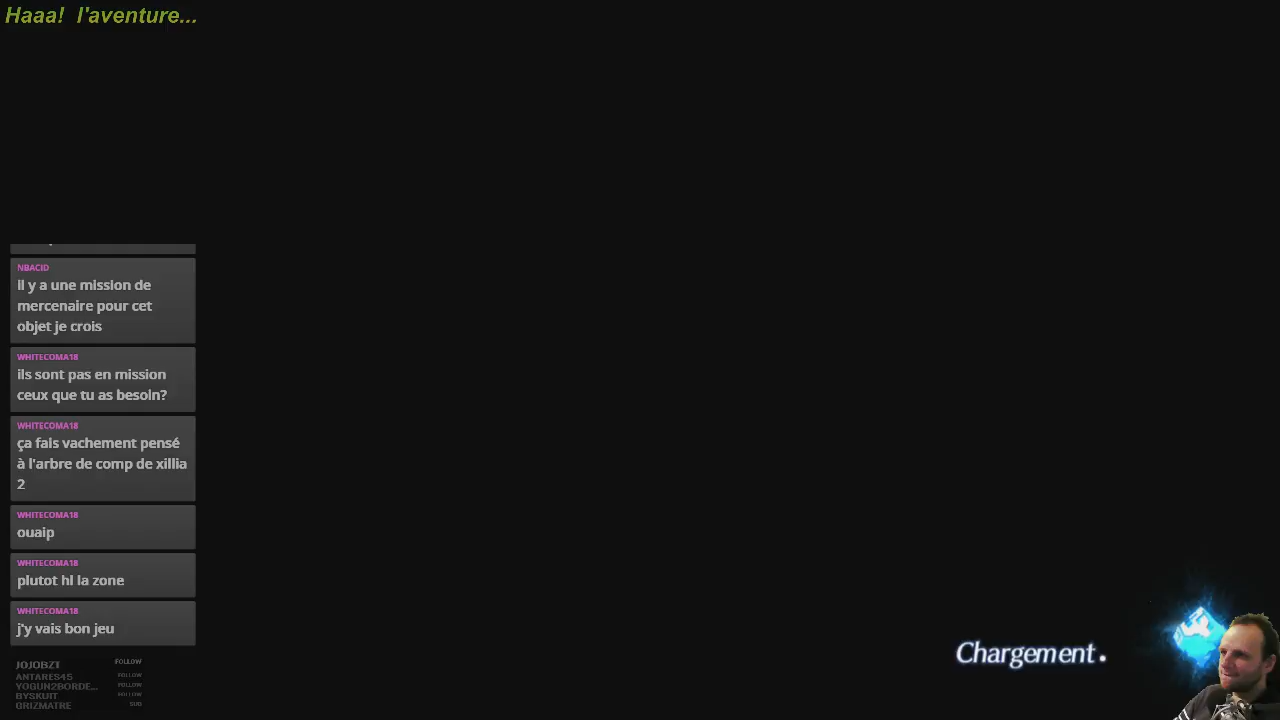 Haaa! l'aventure...
NBACID
il y a une mission de
mercenaire pour cet
objet je crois
WHITECOMA18
ils sont pas en mission
ceux que tu as besoin?
WHITECOMA18
ça fais vachement pensé
à l'arbre de comp de xillia
2
WHITECOMA18
ouaip
WHITECOMA18
plutot hl la zone
WHITECOMA18
j'y vais bon jeu
JOJOBZT FOLLOW
ANTARES45 FOLLOW
YOGUN2BORDE... FOLLOW
BYSKUIT FOLLOW
GRIZMATRE SUB
Chargement.